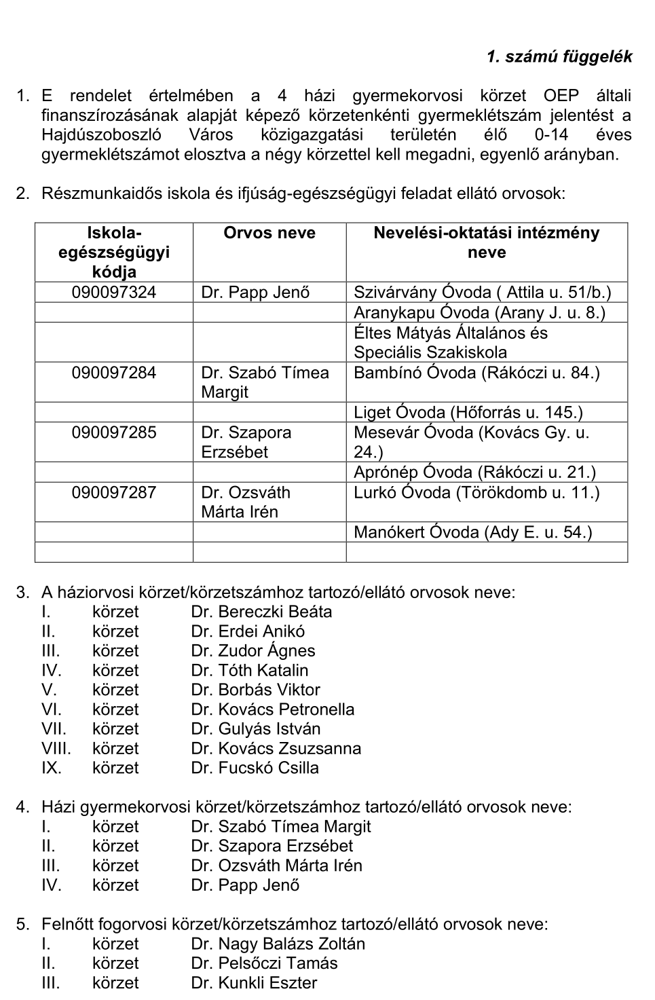 1. számú függelék
1. E rendelet értelmében a 4 házi gyermekorvosi körzet OEP általi
finanszírozásának alapját képező körzetenkénti gyermeklétszám jelentést a
Hajdúszoboszló Város közigazgatási területén élő 0-14 éves
gyermeklétszámot elosztva a négy körzettel kell megadni, egyenlő arányban.
2. Részmunkaidős iskola és ifjúság-egészségügyi feladat ellátó orvosok:
Iskola- Orvos neve Nevelési-oktatási intézmény
egészségügyi neve
kódja
090097324 Dr. Papp Jenő Szivárvány Óvoda ( Attila u. 51/b.)
Aranykapu Óvoda (Arany J. u. 8.)
Éltes Mátyás Általános és
Speciális Szakiskola
090097284 Dr. Szabó Tímea Bambínó Óvoda (Rákóczi u. 84.)
Margit
Liget Óvoda (Hőforrás u. 145.)
090097285 Dr. Szapora Mesevár Óvoda (Kovács Gy. u.
Erzsébet 24.)
Aprónép Óvoda (Rákóczi u. 21.)
090097287 Dr. Ozsváth Lurkó Óvoda (Törökdomb u. 11.)
Márta Irén
Manókert Óvoda (Ady E. u. 54.)
3. A háziorvosi körzet/körzetszámhoz tartozó/ellátó orvosok neve:
I. körzet Dr. Bereczki Beáta
II. körzet Dr. Erdei Anikó
III. körzet Dr. Zudor Ágnes
IV. körzet Dr. Tóth Katalin
V. körzet Dr. Borbás Viktor
VI. körzet Dr. Kovács Petronella
VII. körzet Dr. Gulyás István
VIII. körzet Dr. Kovács Zsuzsanna
IX. körzet Dr. Fucskó Csilla
4. Házi gyermekorvosi körzet/körzetszámhoz tartozó/ellátó orvosok neve:
I. körzet Dr. Szabó Tímea Margit
II. körzet Dr. Szapora Erzsébet
III. körzet Dr. Ozsváth Márta Irén
IV. körzet Dr. Papp Jenő
5. Felnőtt fogorvosi körzet/körzetszámhoz tartozó/ellátó orvosok neve:
I. körzet Dr. Nagy Balázs Zoltán
II. körzet Dr. Pelsőczi Tamás
III. körzet Dr. Kunkli Eszter